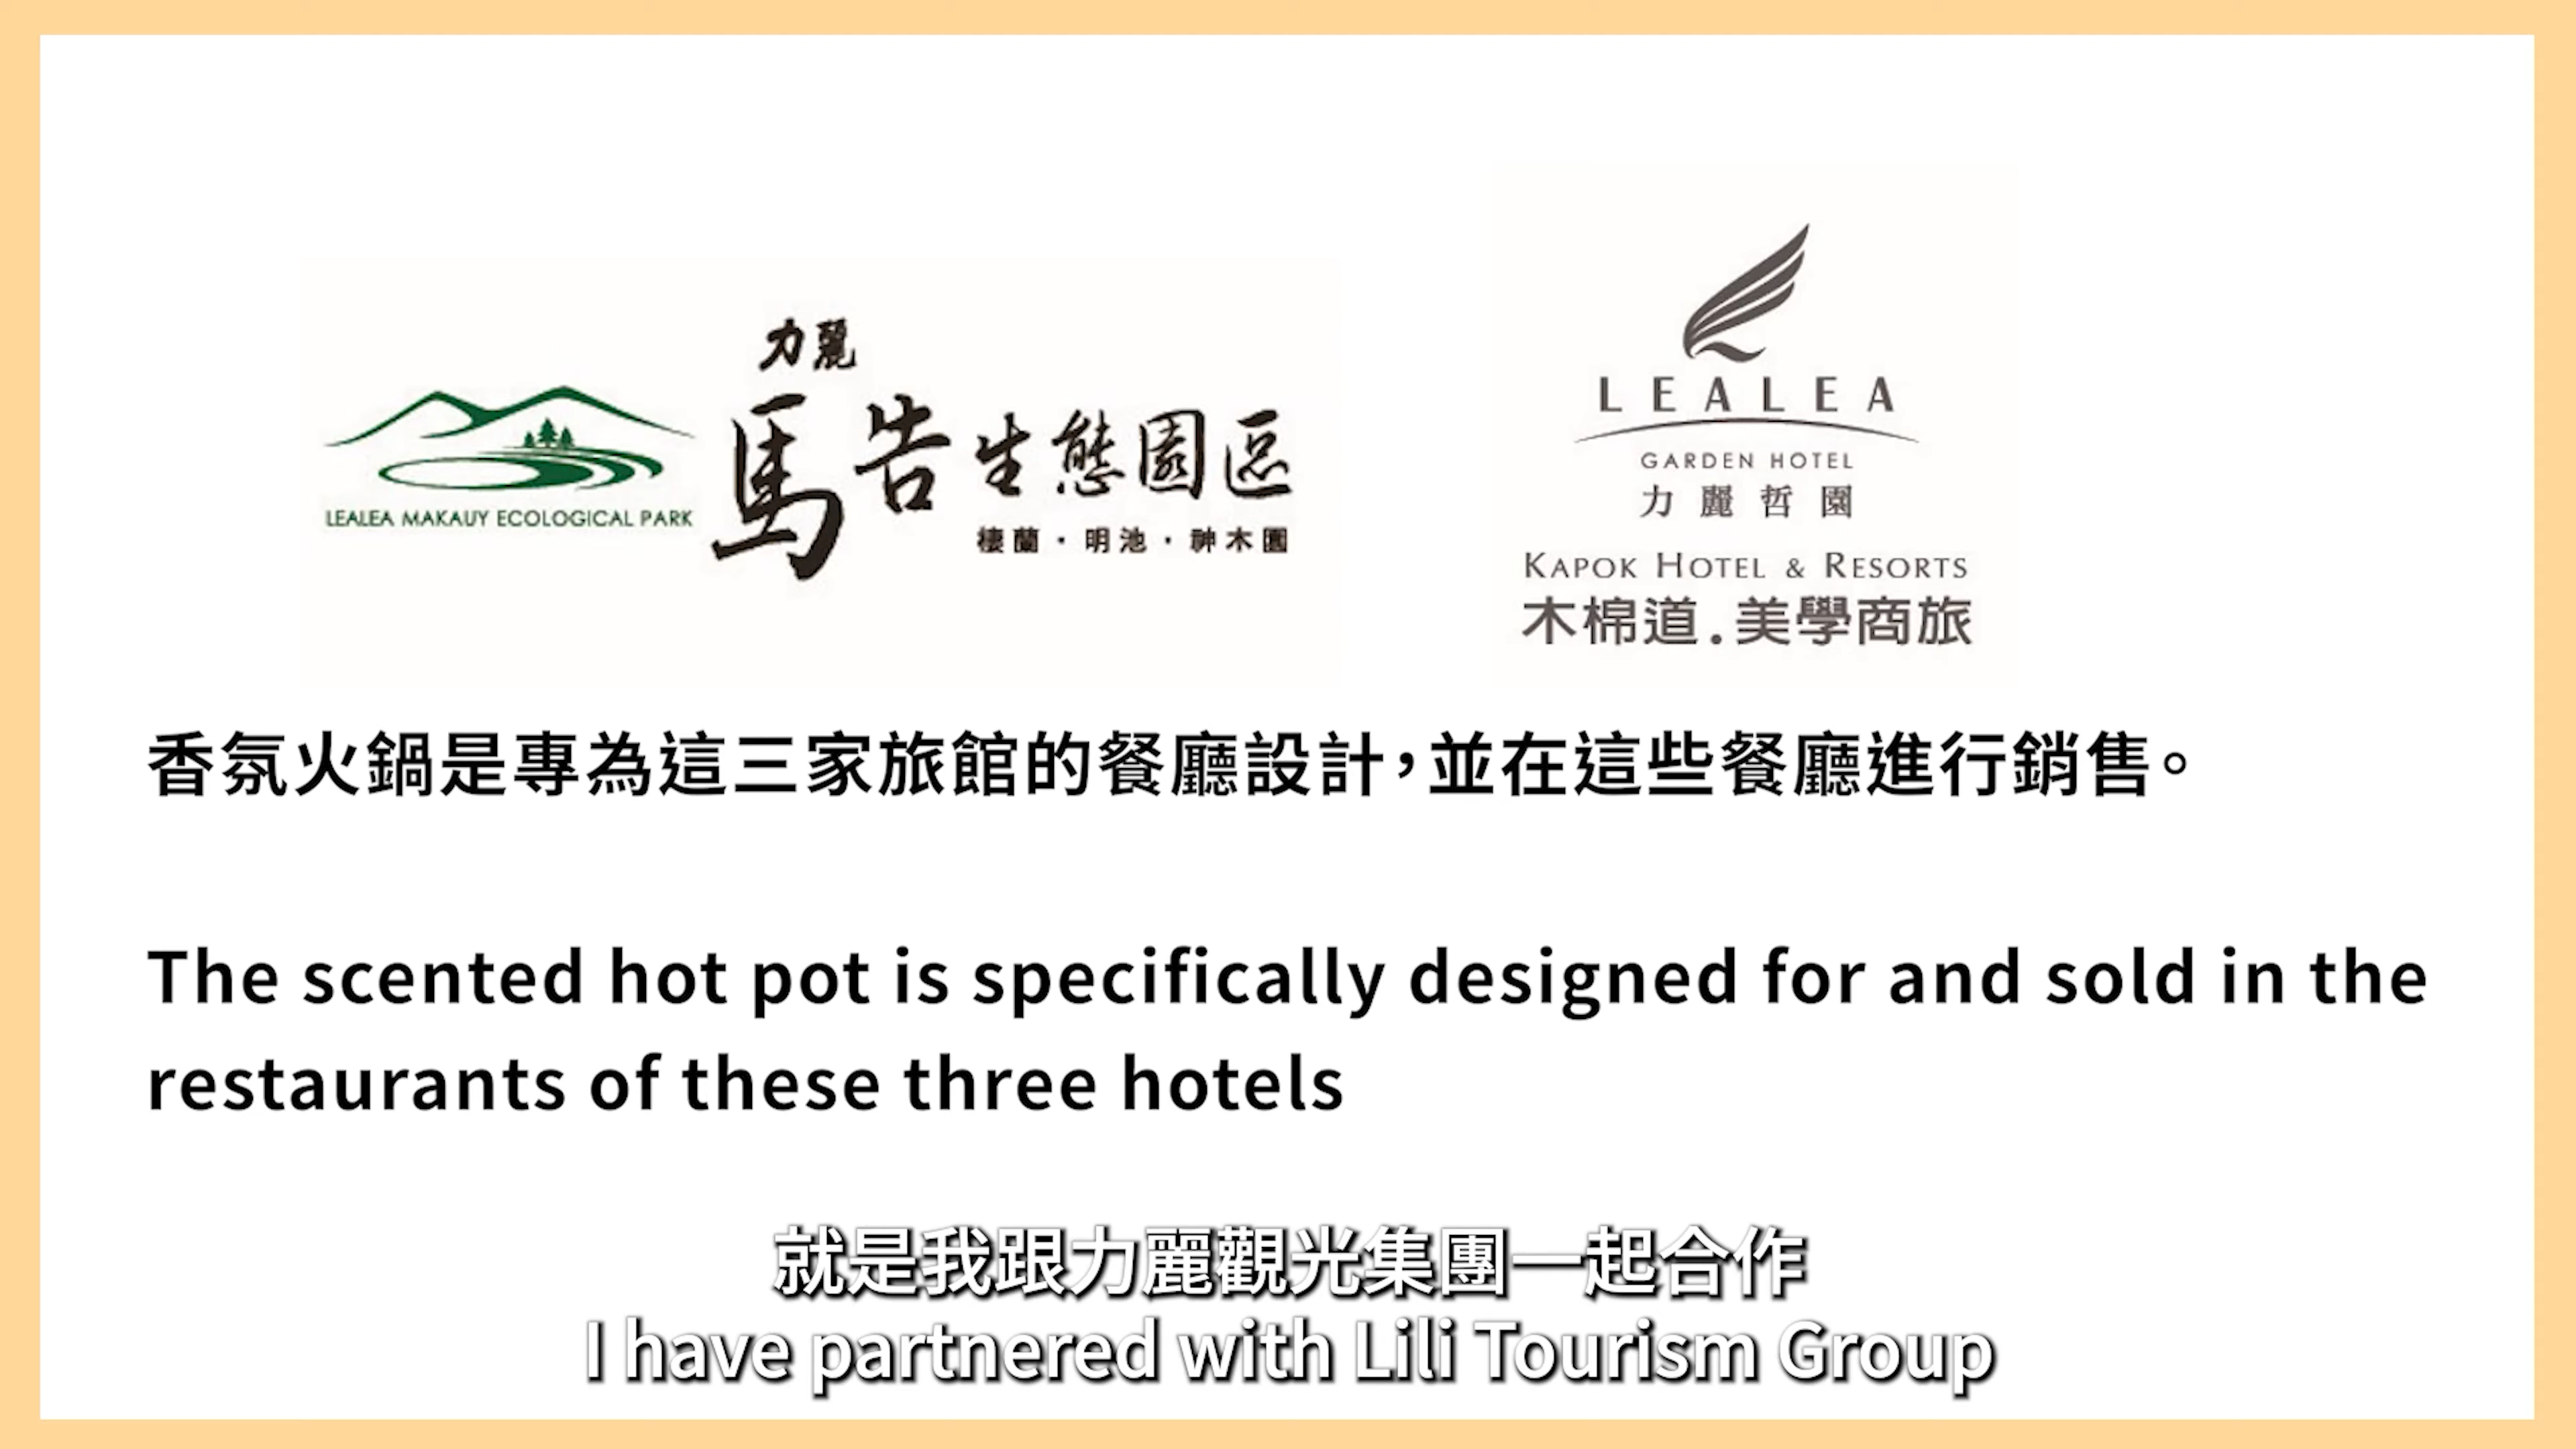 力麗
馬告生態園區
棲蘭・明池・神木園
LEALEA MAKAUY ECOLOGICAL PARK
LEALEA
GARDEN HOTEL
力麗哲園
KAPOK HOTEL & RESORTS
木棉道.美學商旅
香氛火鍋是專為這三家旅館的餐廳設計，並在這些餐廳進行銷售。
The scented hot pot is specifically designed for and sold in the
restaurants of these three hotels
就是我跟力麗觀光集團一起合作
I have partnered with Lili Tourism Group